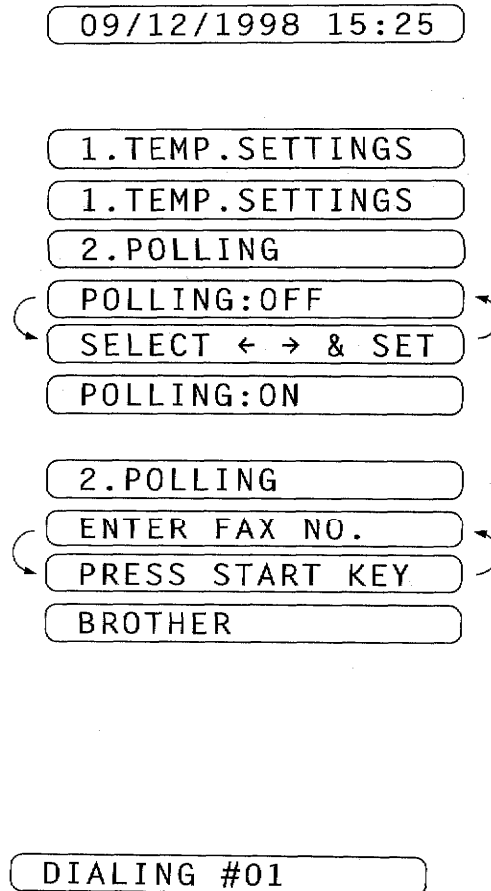 09/12/1998 15:25
1.TEMP.SETTINGS
1.TEMP.SETTINGS
2.POLLING
POLLING:OFF
SELECT ← → & SET
POLLING:ON
2.POLLING
ENTER FAX NO.
PRESS START KEY
BROTHER
DIALING #01